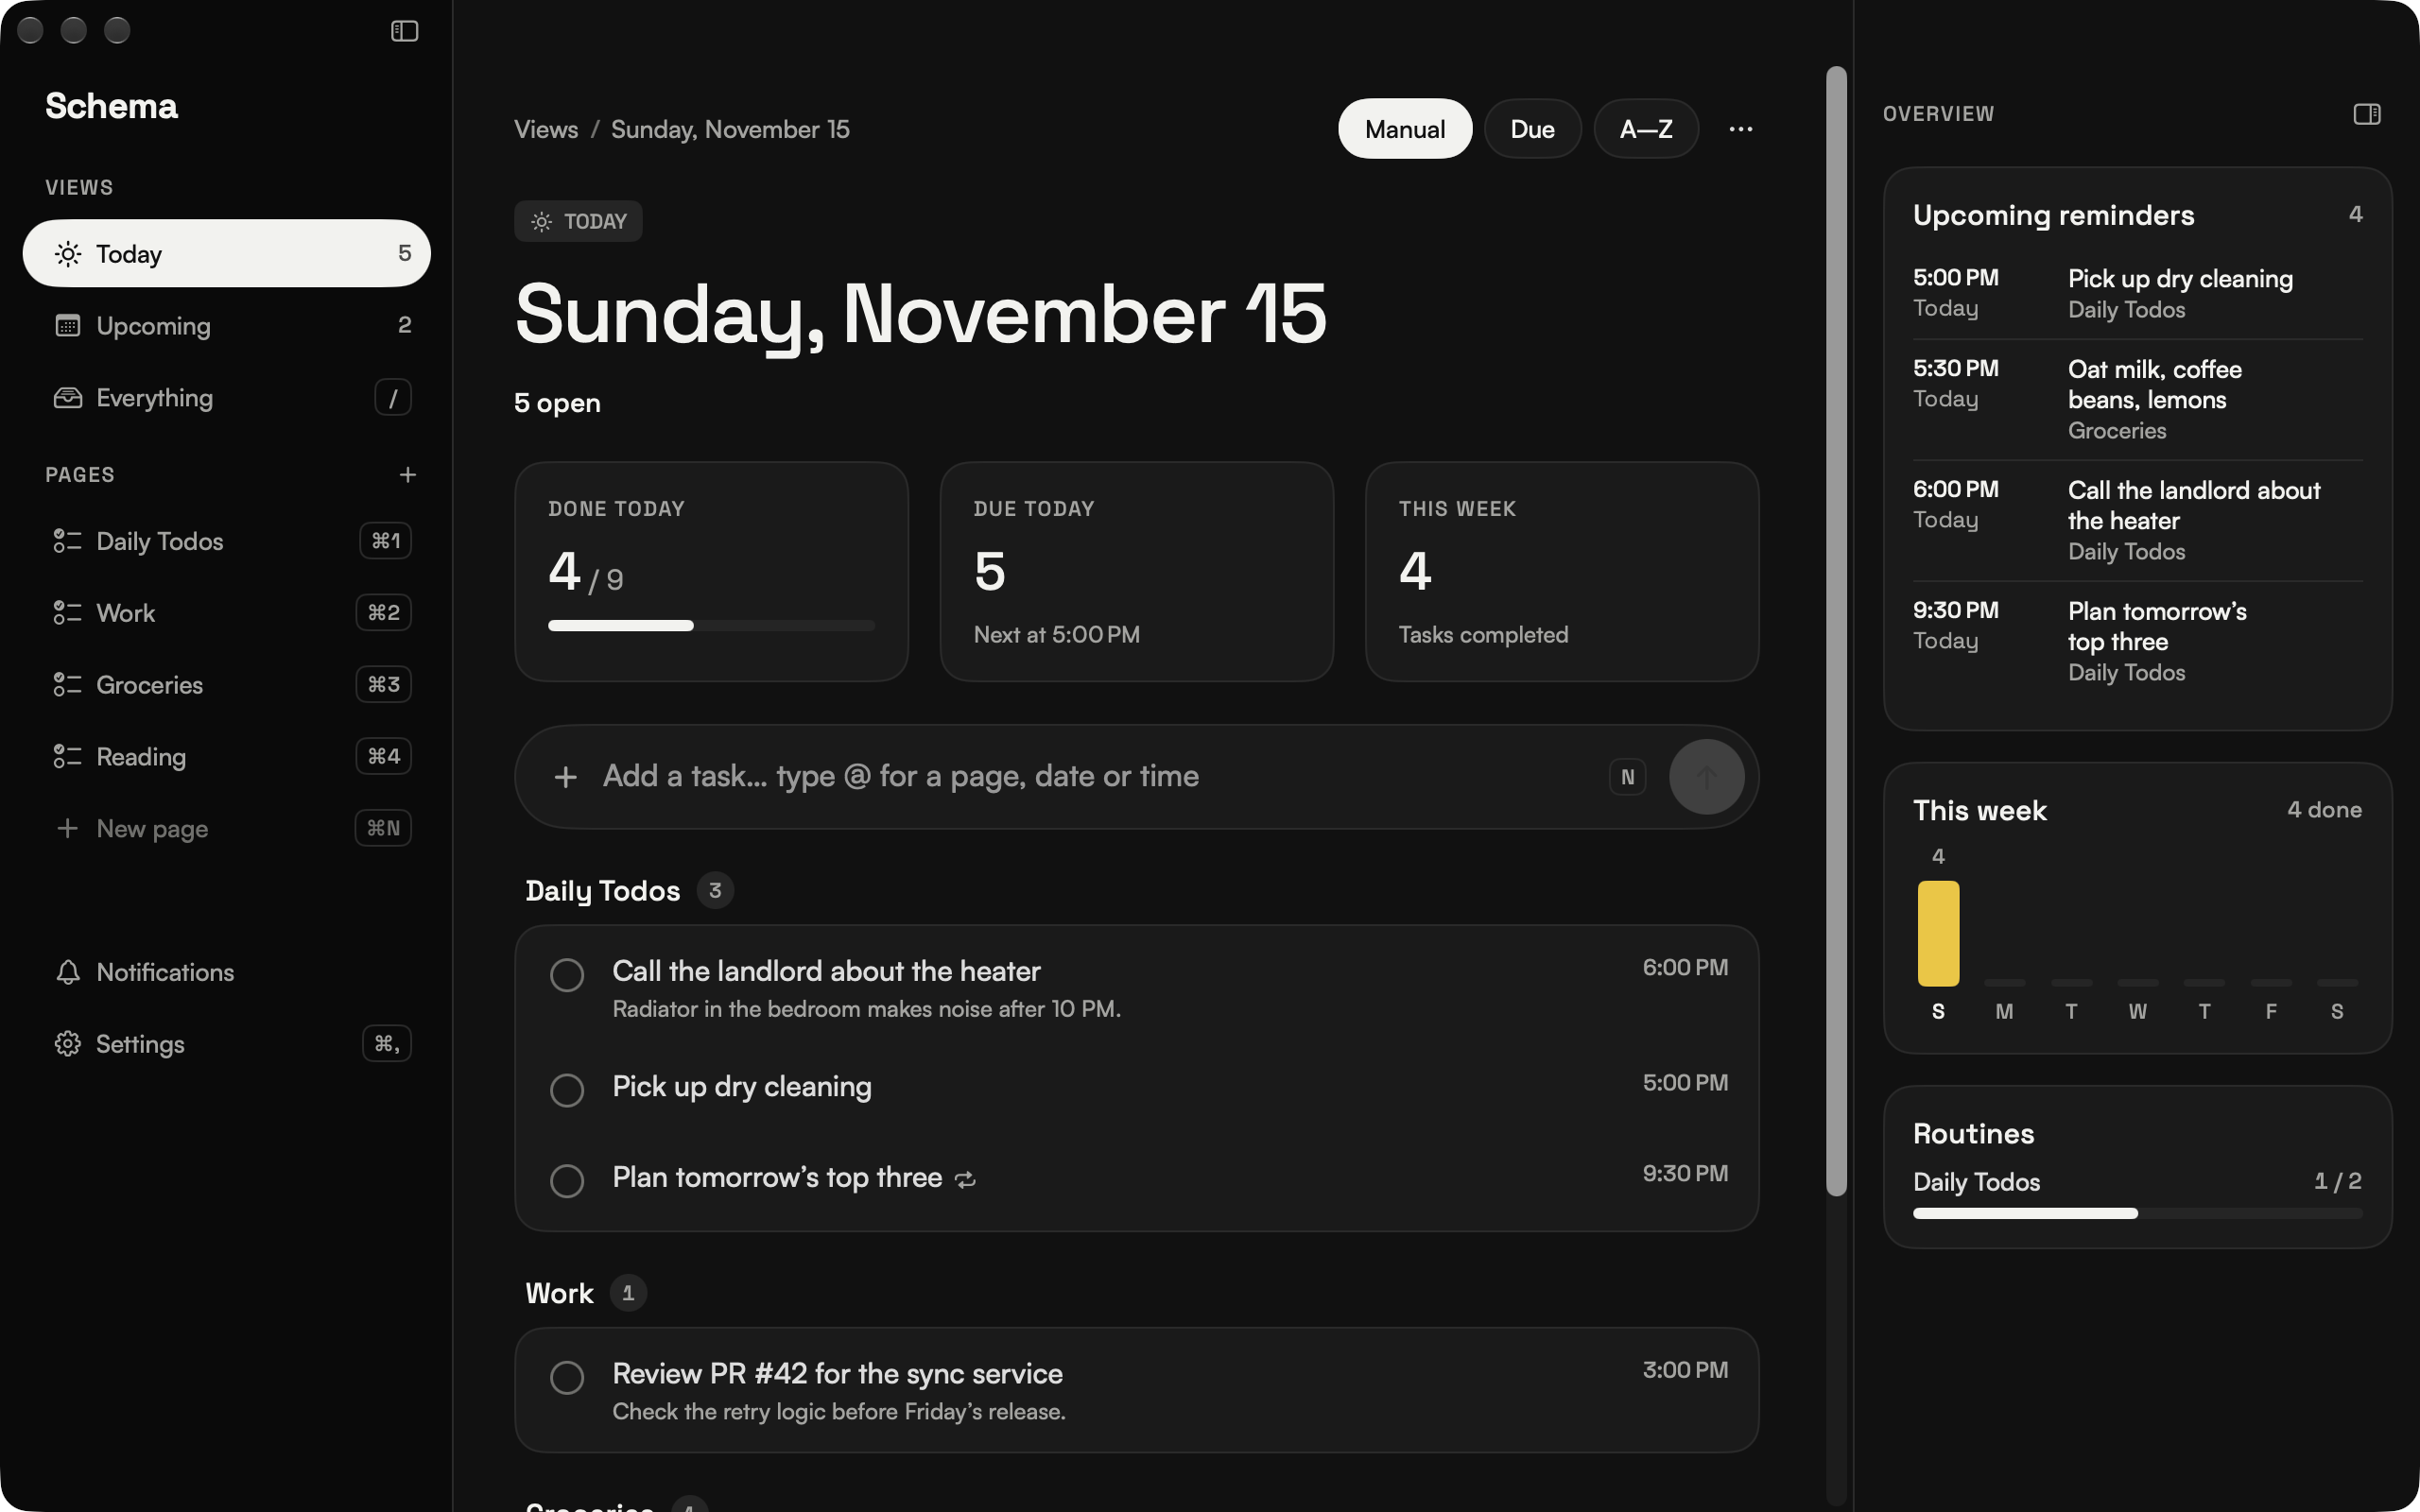 Schema
VIEWS
Today 5
Upcoming 2
Everything /
PAGES +
Daily Todos ⌘1
Work ⌘2
Groceries ⌘3
Reading ⌘4
+ New page ⌘N
Notifications
Settings ⌘,
Views / Sunday, November 15
Manual Due A—Z ...
TODAY
Sunday, November 15
5 open
DONE TODAY
4 / 9
DUE TODAY
5
Next at 5:00 PM
THIS WEEK
4
Tasks completed
+ Add a task... type @ for a page, date or time N
Daily Todos 3
Call the landlord about the heater 6:00 PM
Radiator in the bedroom makes noise after 10 PM.
Pick up dry cleaning 5:00 PM
Plan tomorrow’s top three 9:30 PM
Work 1
Review PR #42 for the sync service 3:00 PM
Check the retry logic before Friday’s release.
OVERVIEW
Upcoming reminders 4
5:00 PM Pick up dry cleaning
Today Daily Todos
5:30 PM Oat milk, coffee
Today beans, lemons
Groceries
6:00 PM Call the landlord about
Today the heater
Daily Todos
9:30 PM Plan tomorrow’s
Today top three
Daily Todos
This week 4 done
4
S M T W T F S
Routines
Daily Todos 1 / 2